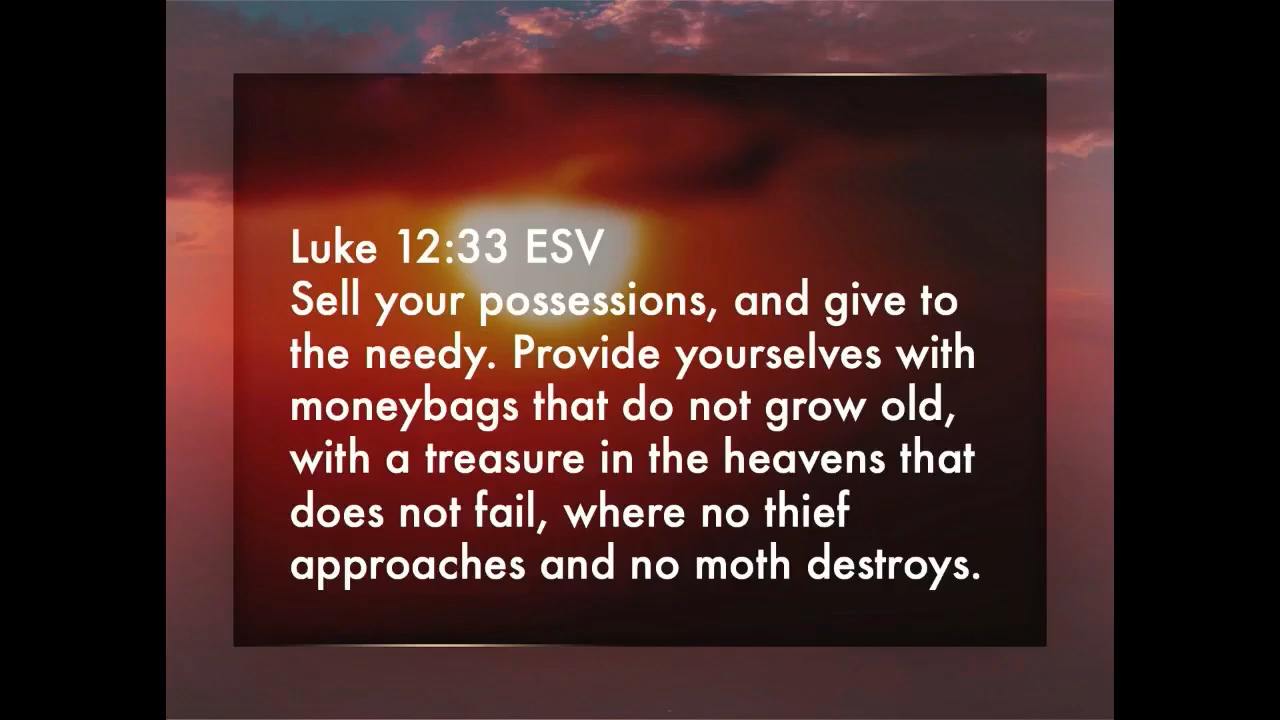 Luke 12:33 ESV
Sell your possessions, and give to
the needy. Provide yourselves with
moneybags that do not grow old,
with a treasure in the heavens that
does not fail, where no thief
approaches and no moth destroys.